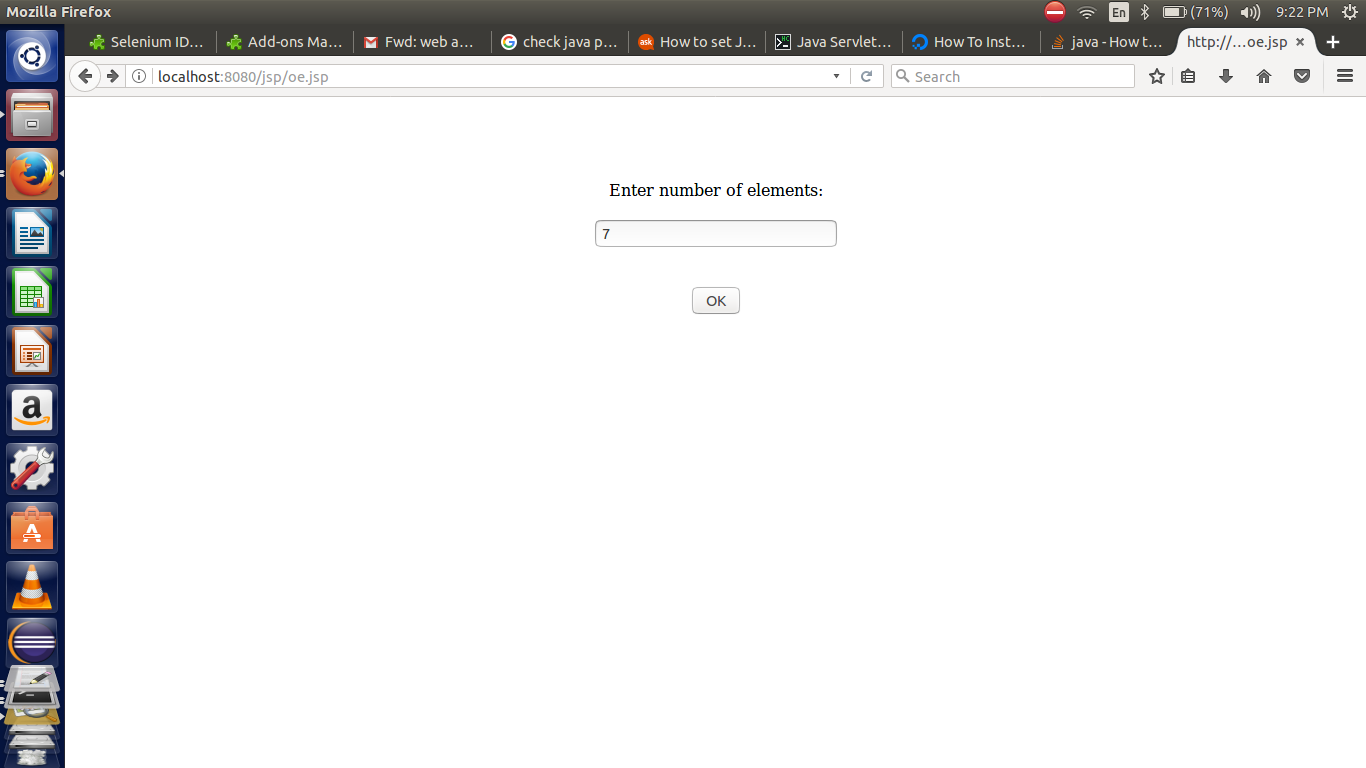 Mozilla Firefox
En
(71%)
9:22 PM
Selenium ID...
Add-ons Ma...
Fwd: web a...
check java p...
ask
How to set J...
Java Servlet...
How To Inst...
java - How t...
http://...oe.jsp
localhost:8080/jsp/oe.jsp
Search
Enter number of elements:
7
OK
a
A